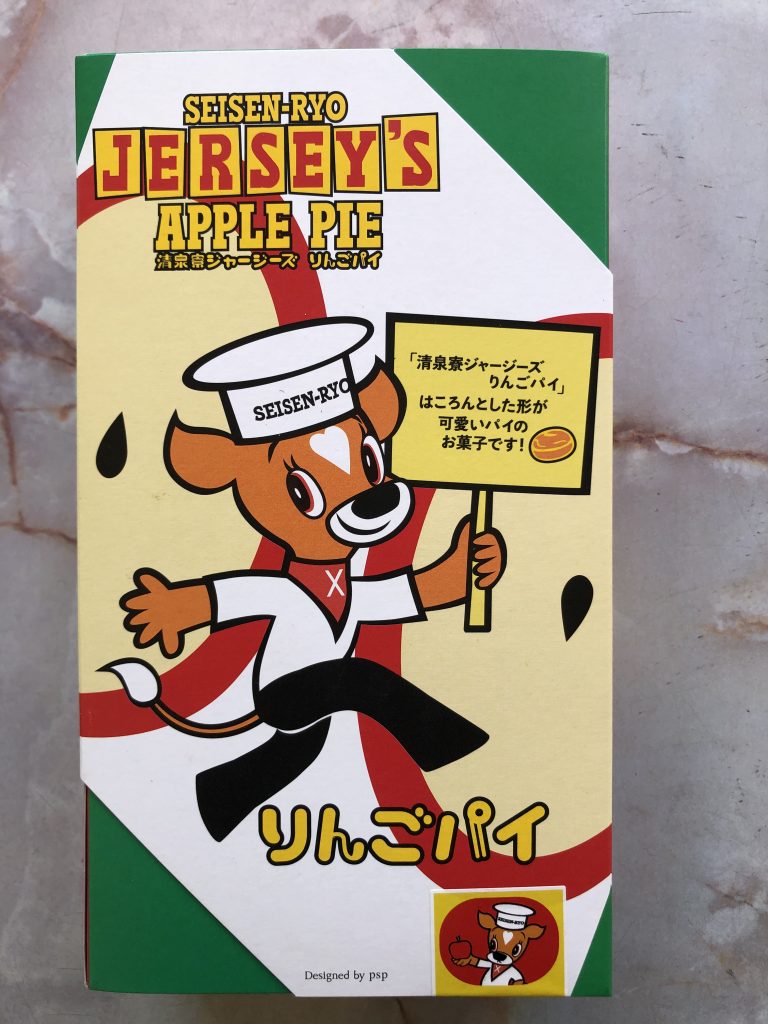 SEISEN-RYO
JERSEY'S
APPLE PIE
清泉寮ジャージーズ りんごパイ
SEISEN-RYO
「清泉寮ジャージーズ
りんごパイ」
はころんとした形が
可愛いパイの
お菓子です!
X
りんごパイ
SEISEN-RYO
Designed by psp